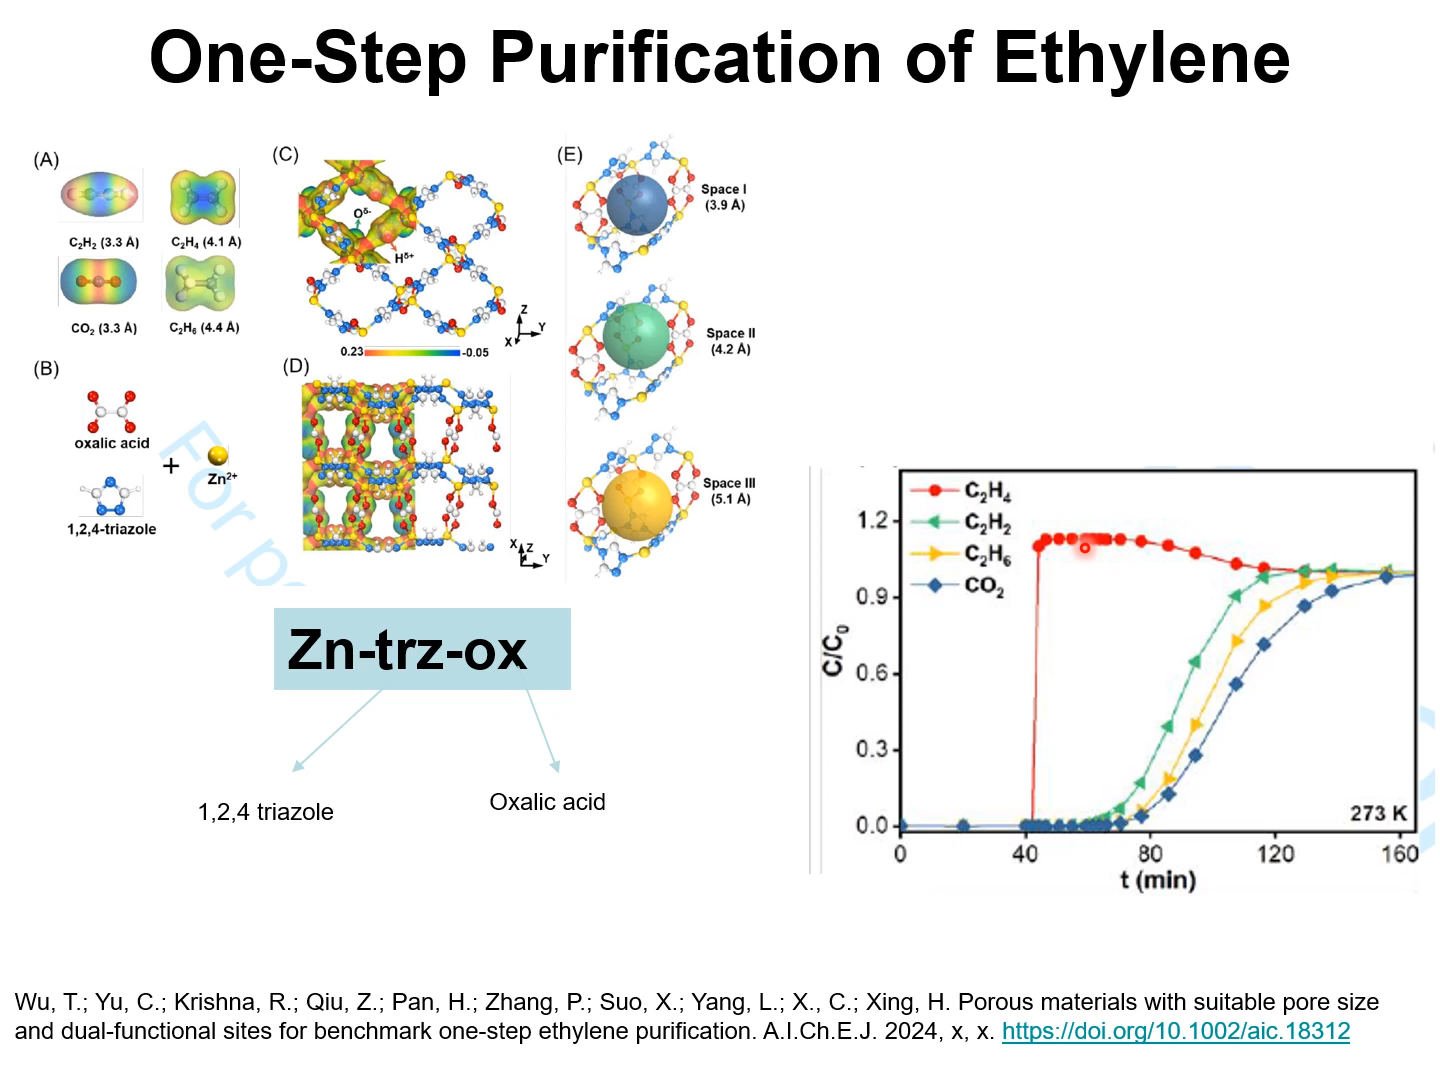 One-Step Purification of Ethylene
(A)
C₂H₂ (3.3 Å)
C₂H₄ (4.1 Å)
CO₂ (3.3 Å)
C₂H₆ (4.4 Å)
(B)
oxalic acid
+
Zn²⁺
1,2,4-triazole
(C)
Oᵟ⁻
Hᵟ⁺
Z
Y
X
0.23
-0.05
(D)
X
Z
Y
(E)
Space I
(3.9 Å)
Space II
(4.2 Å)
Space III
(5.1 Å)
For pe
Zn-trz-ox
1,2,4 triazole
Oxalic acid
C₂H₄
C₂H₂
C₂H₆
CO₂
1.2
0.9
0.6
0.3
0.0
C/C₀
273 K
0
40
80
120
160
t (min)
Wu, T.; Yu, C.; Krishna, R.; Qiu, Z.; Pan, H.; Zhang, P.; Suo, X.; Yang, L.; X., C.; Xing, H. Porous materials with suitable pore size
and dual-functional sites for benchmark one-step ethylene purification. A.I.Ch.E.J. 2024, x, x. https://doi.org/10.1002/aic.18312